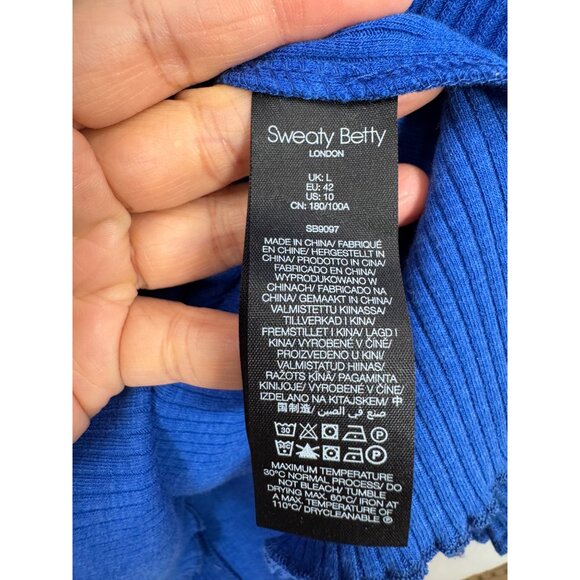 Sweaty Betty
LONDON
UK: L
EU: 42
US: 10
CN: 180/100A
SB9097
MADE IN CHINA/ FABRIQUÉ
EN CHINE/ HERGESTELLT IN
CHINA/ PRODOTTO IN CINA/
FABRICADO EN CHINA/
WYPRODUKOWANO W
CHINACH/ FABRICADO NA
CHINA/ GEMAAKT IN CHINA/
VALMISTETTU KIINASSA/
TILLVERKAD I KINA/
FREMSTILLET I KINA/ LAGD I
KINA/ VYROBENÉ V ČÍNĚ/
PROIZVEDENO U KINI/
VALMISTATUD HIINAS/
RAŽOTS ĶĪNĀ/ PAGAMINTA
KINIJOJE/ VYROBENÉ V ČÍNE/
IZDELANO NA KITAJSKEM/ 中
国制造/ صنع في الصين
30 P
30°C P
MAXIMUM TEMPERATURE
30°C NORMAL PROCESS/ DO
NOT BLEACH/ TUMBLE
DRYING MAX. 60°C/ IRON AT
A MAX. TEMPERATURE OF
110°C/ DRYCLEANABLE Ⓟ